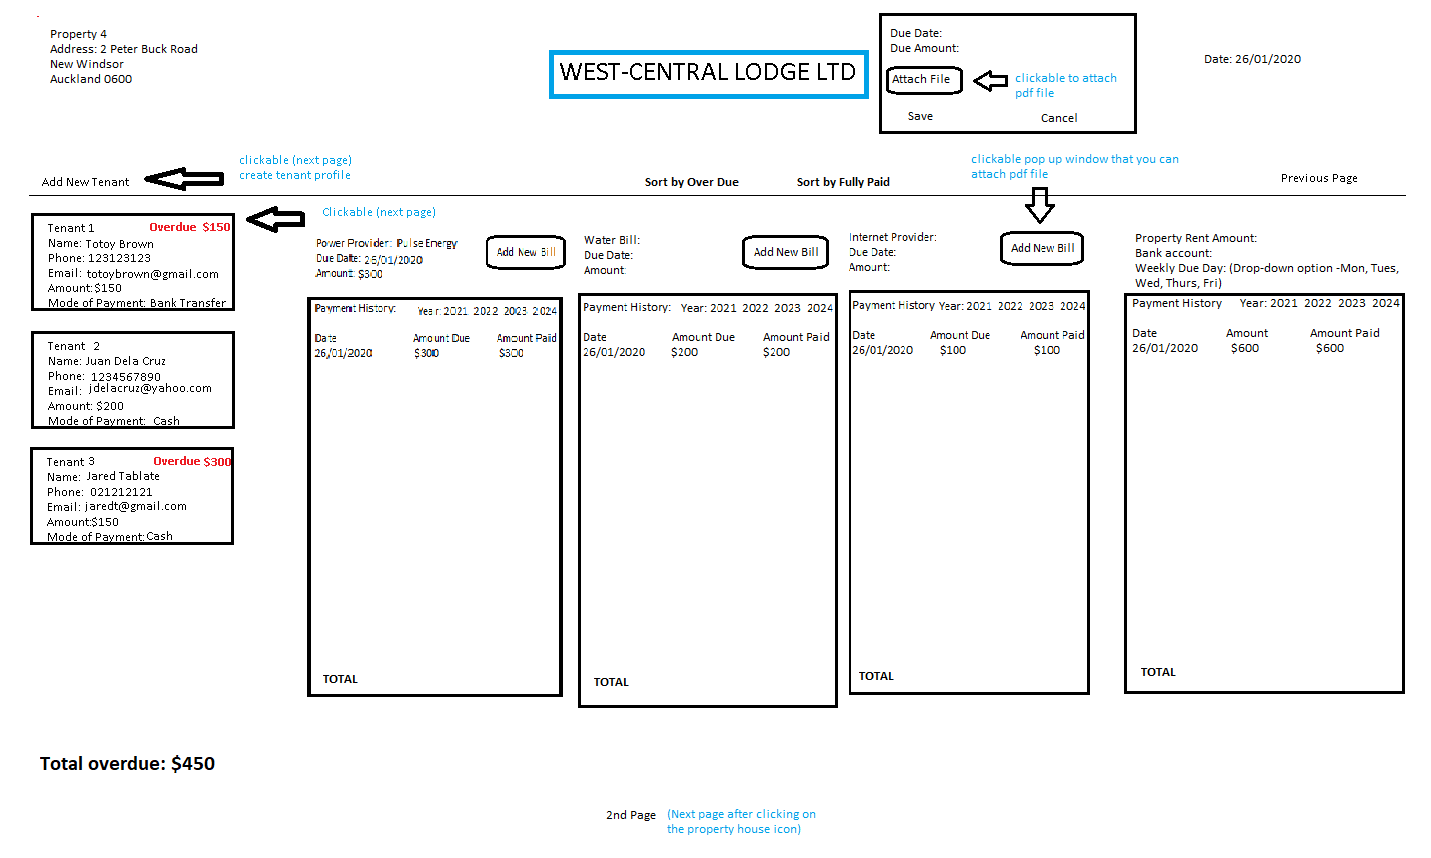 Property 4
Address: 2 Peter Buck Road
New Windsor
Auckland 0600
WEST-CENTRAL LODGE LTD
Due Date:
Due Amount:
Attach File
clickable to attach
pdf file
Save
Cancel
Date: 26/01/2020
Add New Tenant
clickable (next page)
create tenant profile
Sort by Over Due
Sort by Fully Paid
clickable pop up window that you can
attach pdf file
Previous Page
Tenant 1 Overdue $150
Name: Totoy Brown
Phone: 123123123
Email: totoybrown@gmail.com
Amount:$150
Mode of Payment: Bank Transfer
Clickable (next page)
Tenant 2
Name: Juan Dela Cruz
Phone: 1234567890
Email: jdelacruz@yahoo.com
Amount: $200
Mode of Payment: Cash
Tenant 3 Overdue $300
Name: Jared Tablate
Phone: 021212121
Email: jaredt@gmail.com
Amount:$150
Mode of Payment:Cash
Power Provider: Pulse Energy
Due Date: 26/01/2020
Amount: $300
Add New Bill
Payment History: Year: 2021 2022 2023 2024
Date Amount Due Amount Paid
26/01/2020 $300 $300
TOTAL
Water Bill:
Due Date:
Amount:
Add New Bill
Payment History: Year: 2021 2022 2023 2024
Date Amount Due Amount Paid
26/01/2020 $200 $200
TOTAL
Internet Provider:
Due Date:
Amount:
Add New Bill
Payment History Year: 2021 2022 2023 2024
Date Amount Due Amount Paid
26/01/2020 $100 $100
TOTAL
Property Rent Amount:
Bank account:
Weekly Due Day: (Drop-down option -Mon, Tues,
Wed, Thurs, Fri)
Payment History Year: 2021 2022 2023 2024
Date Amount Amount Paid
26/01/2020 $600 $600
TOTAL
Total overdue: $450
2nd Page (Next page after clicking on
the property house icon)